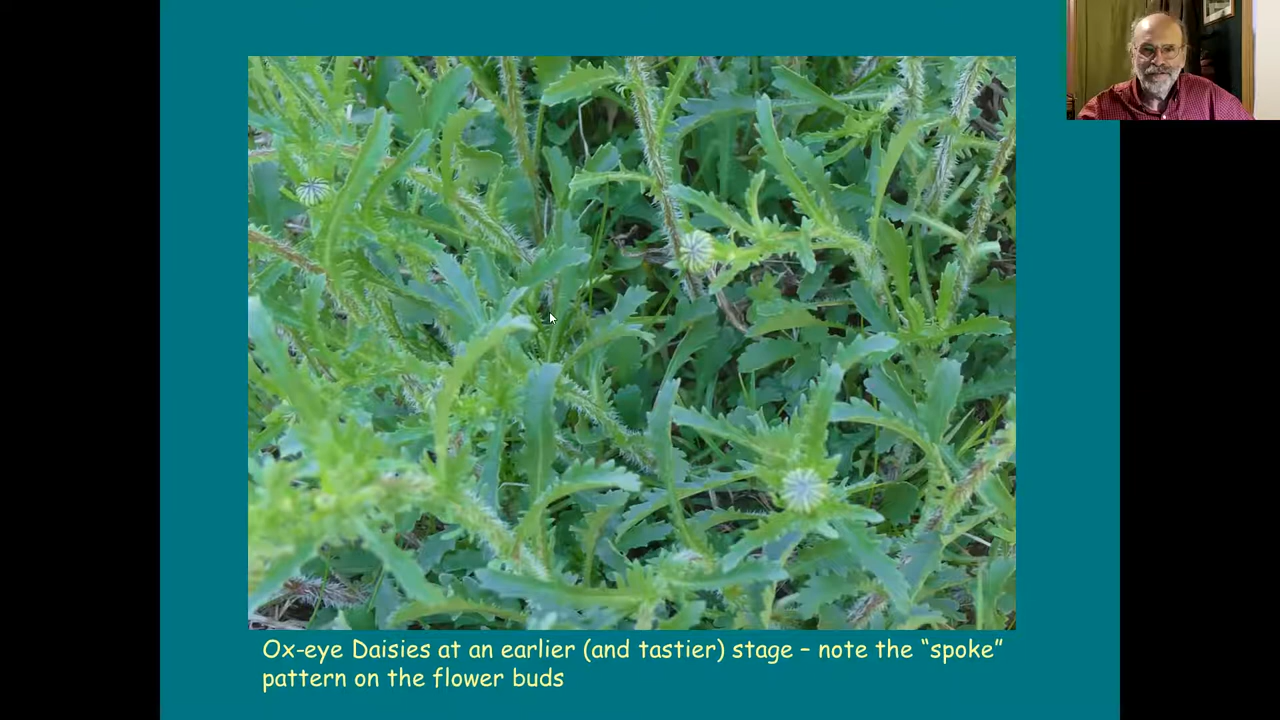 Ox-eye Daisies at an earlier (and tastier) stage – note the “spoke”
pattern on the flower buds